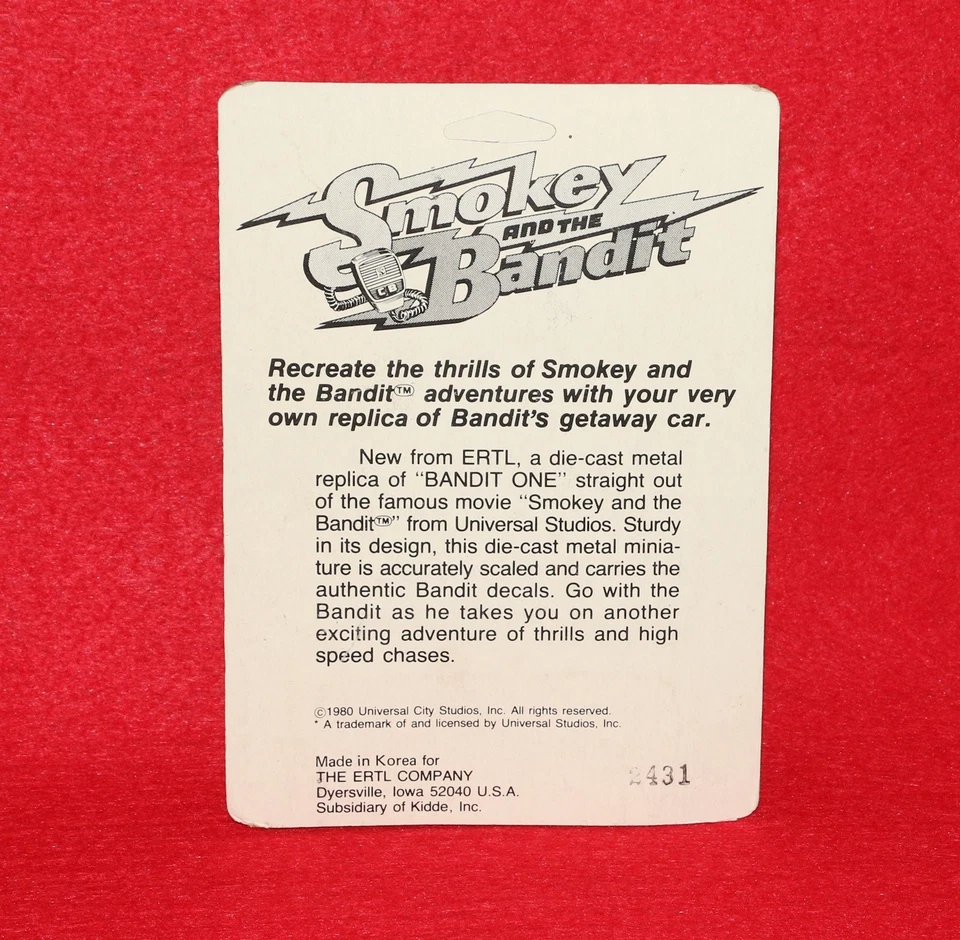 Smokey
AND THE
Bandit
CB
Recreate the thrills of Smokey and
the Bandit™ adventures with your very
own replica of Bandit's getaway car.
New from ERTL, a die-cast metal
replica of “BANDIT ONE” straight out
of the famous movie “Smokey and the
Bandit™” from Universal Studios. Sturdy
in its design, this die-cast metal minia-
ture is accurately scaled and carries the
authentic Bandit decals. Go with the
Bandit as he takes you on another
exciting adventure of thrills and high
speed chases.
©1980 Universal City Studios, Inc. All rights reserved.
* A trademark of and licensed by Universal Studios, Inc.
Made in Korea for
THE ERTL COMPANY
Dyersville, Iowa 52040 U.S.A.
Subsidiary of Kidde, Inc.
2431